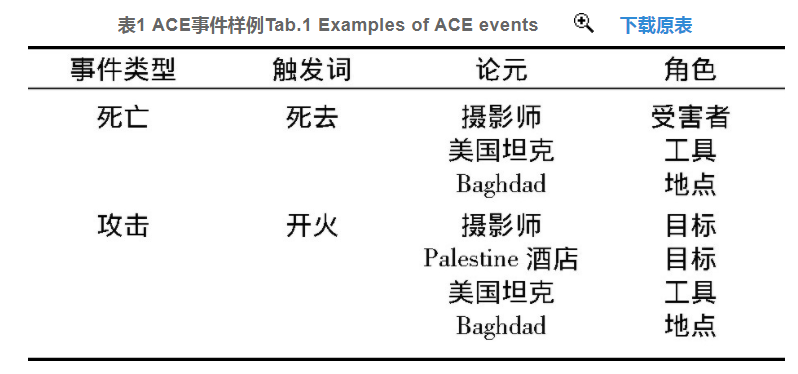 表1 ACE事件样例Tab.1 Examples of ACE events 下载原表
事件类型 触发词 论元 角色
死亡 死去 摄影师 受害者
美国坦克 工具
Baghdad 地点
攻击 开火 摄影师 目标
Palestine 酒店 目标
美国坦克 工具
Baghdad 地点